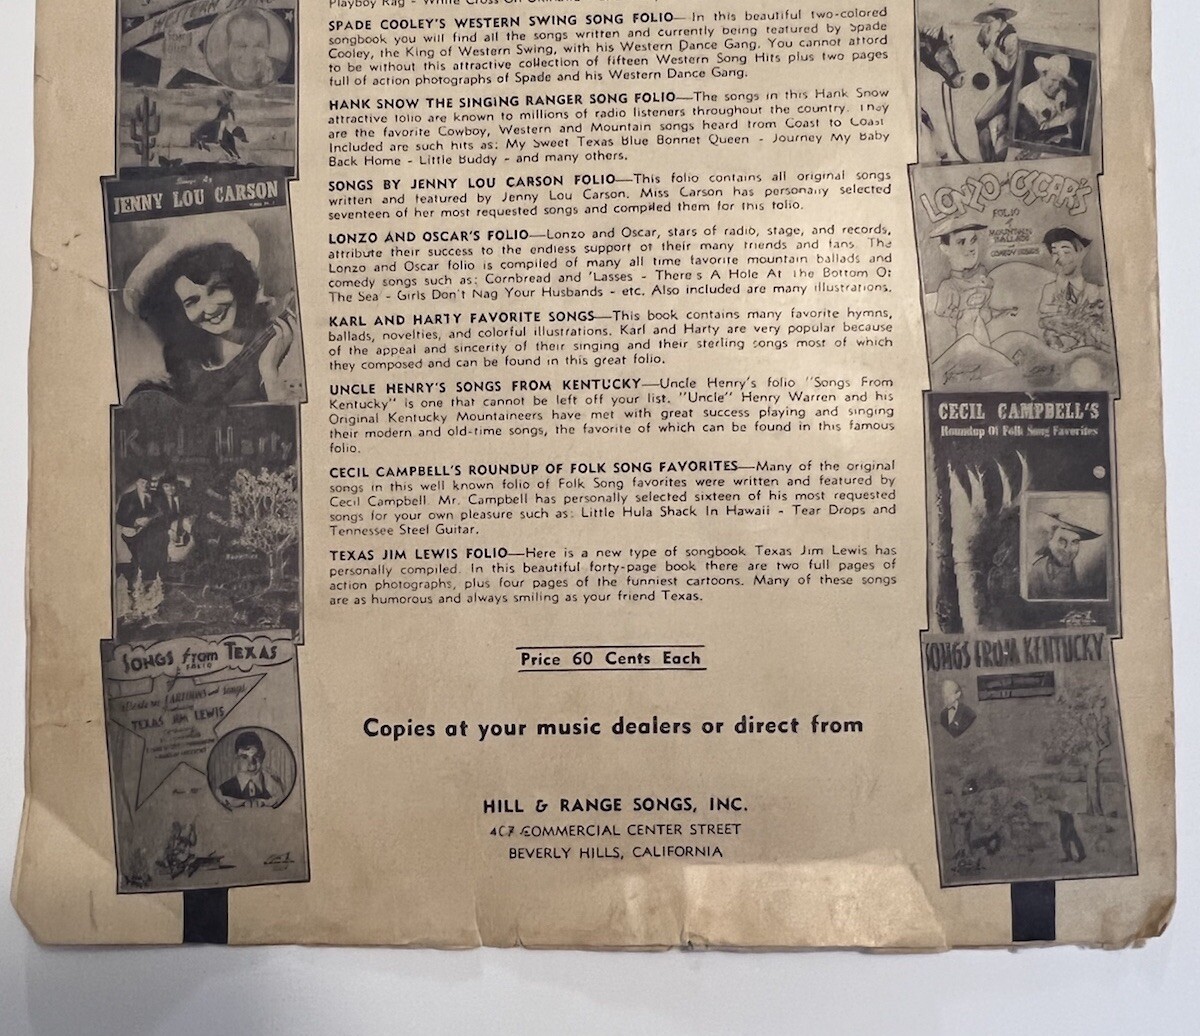 Playboy Rag - White Cross On Okinawa
SPADE COOLEY'S WESTERN SWING SONG FOLIO—In this beautiful two-colored
songbook you will find all the songs written and currently being featured by Spade
Cooley, the King of Western Swing, with his Western Dance Gang. You cannot afford
to be without this attractive collection of fifteen Western Song Hits plus two pages
full of action photographs of Spade and his Western Dance Gang.
HANK SNOW THE SINGING RANGER SONG FOLIO—The songs in this Hank Snow
attractive folio are known to millions of radio listeners throughout the country. They
are the favorite Cowboy, Western and Mountain songs heard from Coast to Coast
Included are such hits as: My Sweet Texas Blue Bonnet Queen - Journey My Baby
Back Home - Little Buddy - and many others.
SONGS BY JENNY LOU CARSON FOLIO—This folio contains all original songs
written and featured by Jenny Lou Carson. Miss Carson has personally selected
seventeen of her most requested songs and compiled them for this folio.
LONZO AND OSCAR'S FOLIO—Lonzo and Oscar, stars of radio, stage, and records,
attribute their success to the endless support of their many friends and fans. The
Lonzo and Oscar folio is compiled of many all time favorite mountain ballads and
comedy songs such as: Cornbread and 'Lasses - There's A Hole At The Bottom Of
The Sea - Girls Don't Nag Your Husbands - etc. Also included are many illustrations.
KARL AND HARTY FAVORITE SONGS—This book contains many favorite hymns,
ballads, novelties, and colorful illustrations. Karl and Harty are very popular because
of the appeal and sincerity of their singing and their sterling songs most of which
they composed and can be found in this great folio.
UNCLE HENRY'S SONGS FROM KENTUCKY—Uncle Henry's folio "Songs From
Kentucky" is one that cannot be left off your list. "Uncle" Henry Warren and his
Original Kentucky Mountaineers have met with great success playing and singing
their modern and old-time songs, the favorite of which can be found in this famous
folio.
CECIL CAMPBELL'S ROUNDUP OF FOLK SONG FAVORITES—Many of the original
songs in this well known folio of Folk Song favorites were written and featured by
Cecil Campbell. Mr. Campbell has personally selected sixteen of his most requested
songs for your own pleasure such as: Little Hula Shack In Hawaii - Tear Drops and
Tennessee Steel Guitar.
TEXAS JIM LEWIS FOLIO—Here is a new type of songbook Texas Jim Lewis has
personally compiled. In this beautiful forty-page book there are two full pages of
action photographs, plus four pages of the funniest cartoons. Many of these songs
are as humorous and always smiling as your friend Texas.
Price 60 Cents Each
Copies at your music dealers or direct from
HILL & RANGE SONGS, INC.
407 COMMERCIAL CENTER STREET
BEVERLY HILLS, CALIFORNIA
WESTERN SWING
Songs By
JENNY LOU CARSON
Karl Harty
Favorites
SONGS from TEXAS
CARTOONS and Songs
TEXAS JIM LEWIS
LONZO & OSCAR'S
FOLIO
MOUNTAIN
BALLADS
COMEDY SONGS
CECIL CAMPBELL'S
Roundup Of Folk Song Favorites
SONGS FROM KENTUCKY